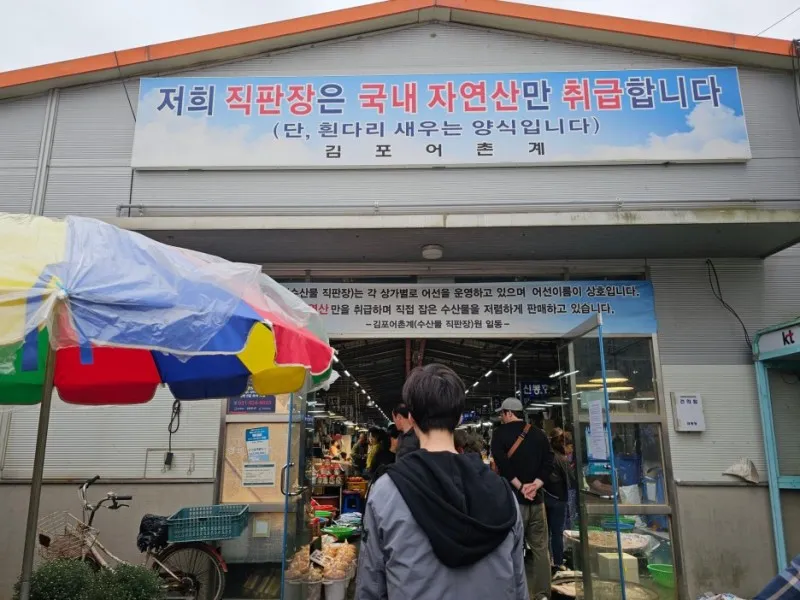 저희 직판장은 국내 자연산만 취급합니다
(단, 흰다리 새우는 양식입니다)
김포어촌계
(수산물 직판장)는 각 상가별로 어선을 운영하고 있으며 어선이름이 상호입니다.
만을 취급하며 직접 잡은 수산물을 저렴하게 판매하고 있습니다.
~김포어촌계(수산물 직판장)원 일동~
kt